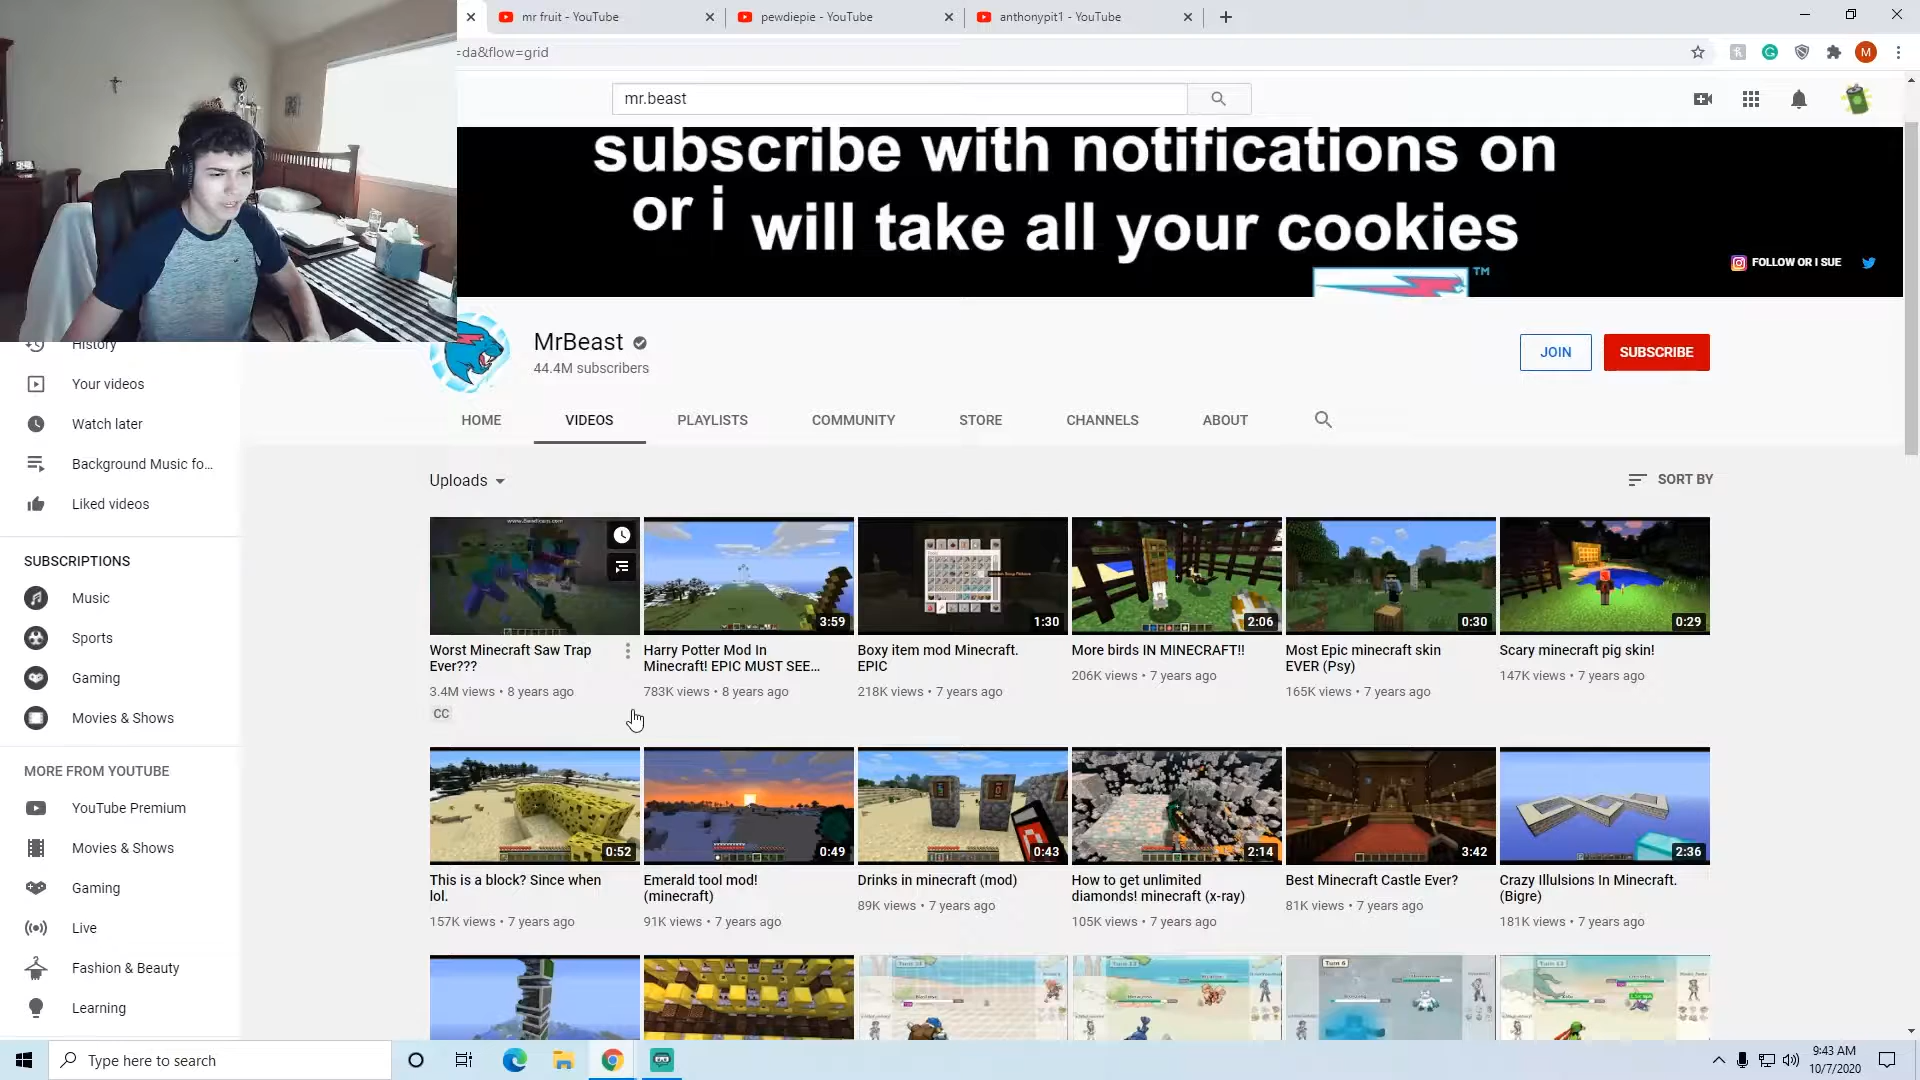 mr fruit - YouTube
pewdiepie - YouTube
anthonypit1 - YouTube
=da&flow=grid
M
mr.beast
subscribe with notifications on
or i will take all your cookies
TM
FOLLOW OR I SUE
MrBeast
44.4M subscribers
JOIN
SUBSCRIBE
HOME
VIDEOS
PLAYLISTS
COMMUNITY
STORE
CHANNELS
ABOUT
History
Your videos
Watch later
Background Music fo...
Liked videos
SUBSCRIPTIONS
Music
Sports
Gaming
Movies & Shows
MORE FROM YOUTUBE
YouTube Premium
Movies & Shows
Gaming
Live
Fashion & Beauty
Learning
Uploads
SORT BY
Worst Minecraft Saw Trap
Ever???
3.4M views • 8 years ago
CC
3:59
Harry Potter Mod In
Minecraft! EPIC MUST SEE...
783K views • 8 years ago
1:30
Boxy item mod Minecraft.
EPIC
218K views • 7 years ago
2:06
More birds IN MINECRAFT!!
206K views • 7 years ago
0:30
Most Epic minecraft skin
EVER (Psy)
165K views • 7 years ago
0:29
Scary minecraft pig skin!
147K views • 7 years ago
0:52
This is a block? Since when
lol.
157K views • 7 years ago
0:49
Emerald tool mod!
(minecraft)
91K views • 7 years ago
0:43
Drinks in minecraft (mod)
89K views • 7 years ago
2:14
How to get unlimited
diamonds! minecraft (x-ray)
105K views • 7 years ago
3:42
Best Minecraft Castle Ever?
81K views • 7 years ago
2:36
Crazy Illulsions In Minecraft.
(Bigre)
181K views • 7 years ago
Type here to search
9:43 AM
10/7/2020